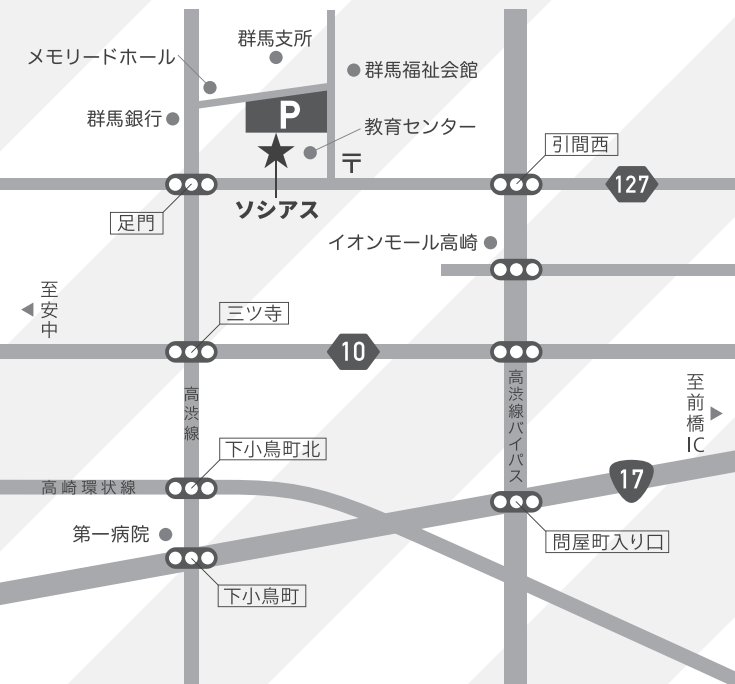 群馬支所
メモリードホール
群馬福祉会館
群馬銀行
P
教育センター
〒
引間西
127
ソシアス
足門
イオンモール高崎
至安中
三ツ寺
10
高渋線
高渋線バイパス
至前橋IC
下小鳥町北
高崎環状線
17
第一病院
問屋町入り口
下小鳥町